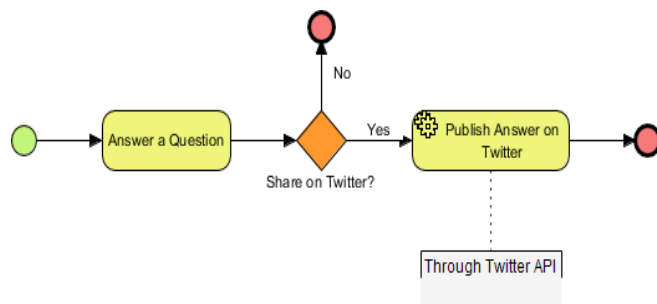 No
Answer a Question
Yes
Publish Answer on
Twitter
Share on Twitter?
Through Twitter API